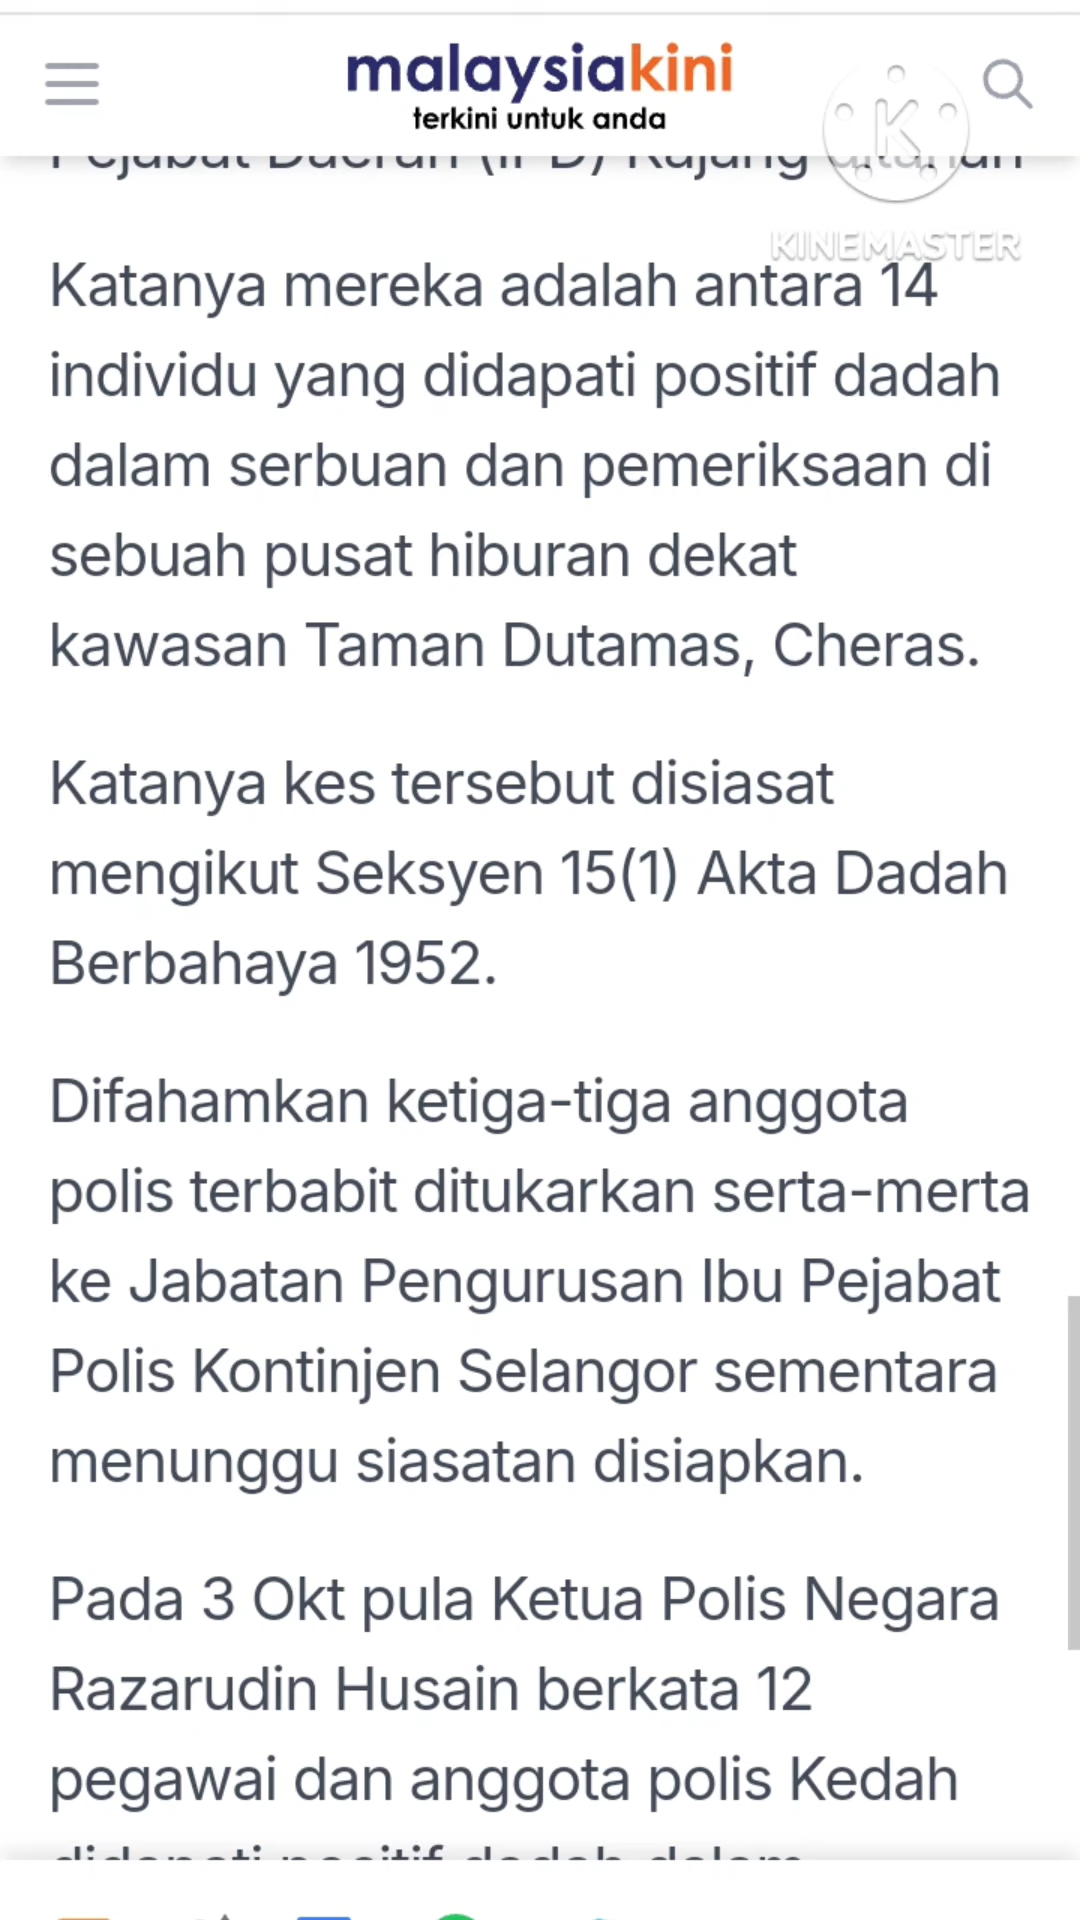 malaysiakini
terkini untuk anda
KINEMASTER
Katanya mereka adalah antara 14
individu yang didapati positif dadah
dalam serbuan dan pemeriksaan di
sebuah pusat hiburan dekat
kawasan Taman Dutamas, Cheras.
Katanya kes tersebut disiasat
mengikut Seksyen 15(1) Akta Dadah
Berbahaya 1952.
Difahamkan ketiga-tiga anggota
polis terbabit ditukarkan serta-merta
ke Jabatan Pengurusan Ibu Pejabat
Polis Kontinjen Selangor sementara
menunggu siasatan disiapkan.
Pada 3 Okt pula Ketua Polis Negara
Razarudin Husain berkata 12
pegawai dan anggota polis Kedah
didapati positif dadah dalam